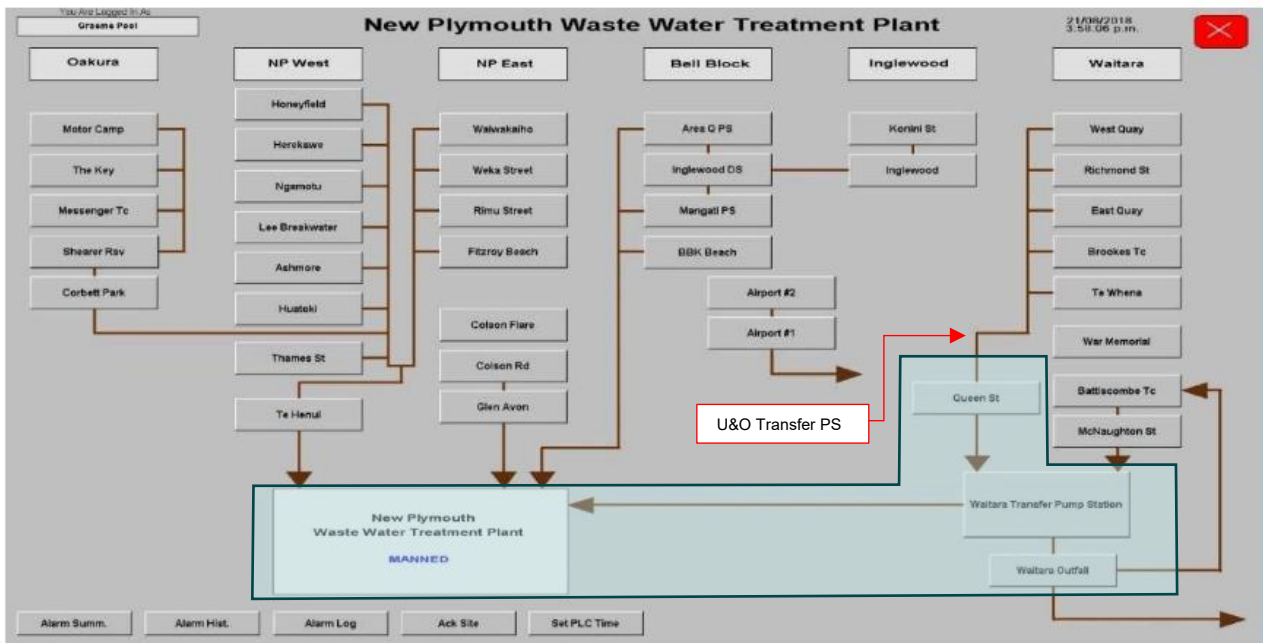 You Are Logged In As
Graeme Pool
New Plymouth Waste Water Treatment Plant
21/08/2018
3:58:06 p.m.
Oakura
NP West
NP East
Bell Block
Inglewood
Waitara
Honeyfield
Motor Camp
Herekawe
Waiwakaiho
Area Q PS
Konini St
West Quay
The Key
Ngamotu
Weka Street
Inglewood DS
Inglewood
Richmond St
Messenger Tc
Lee Breakwater
Rimu Street
Mangati PS
East Quay
Shearer Rav
Ashmore
Fitzroy Beach
BBK Beach
Brookes Tc
Corbett Park
Huatoki
Airport #2
Te Whena
Colson Flare
Airport #1
War Memorial
Thames St
Colson Rd
Queen St
Battiscombe Tc
Te Henui
Glen Avon
U&O Transfer PS
McNaughton St
New Plymouth
Waste Water Treatment Plant
MANNED
Waitara Transfer Pump Station
Waitara Outfall
Alarm Summ.
Alarm Hist.
Alarm Log
Ack Site
Set PLC Time